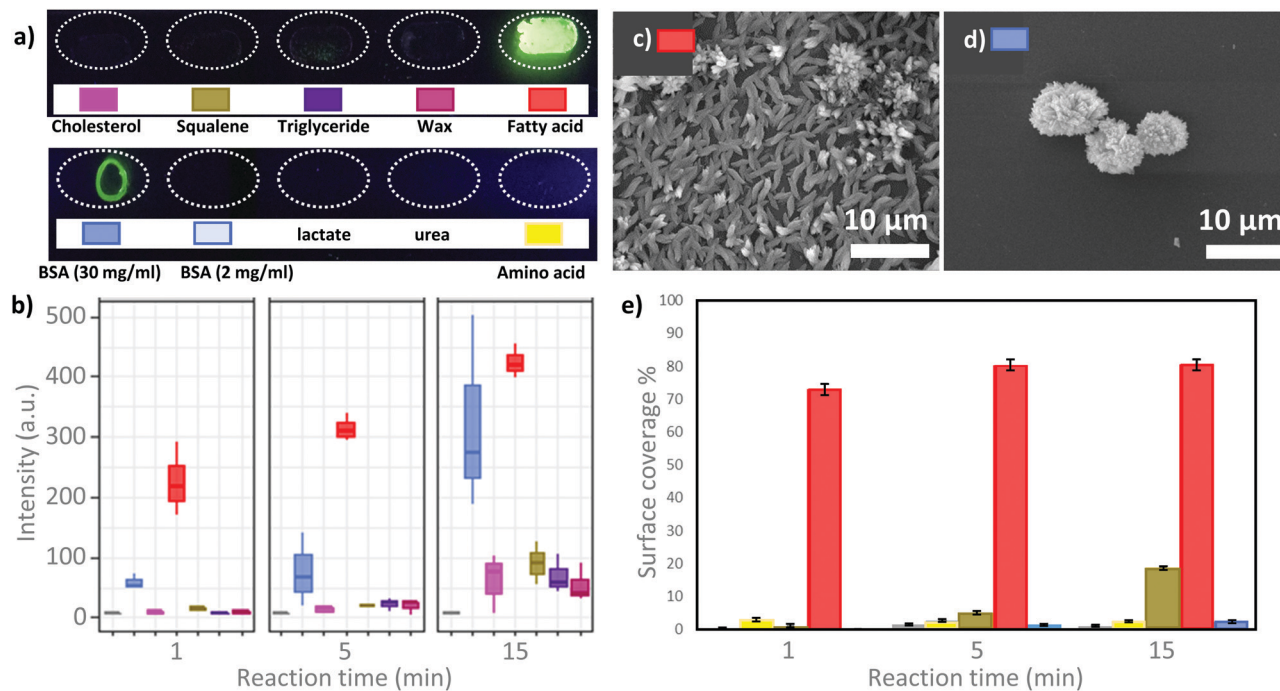 a)
Cholesterol Squalene Triglyceride Wax Fatty acid
lactate urea
BSA (30 mg/ml) BSA (2 mg/ml) Amino acid
c)
10 μm
d)
10 μm
b)
Intensity (a.u.)
500
400
300
200
100
0
1 5 15
Reaction time (min)
e)
Surface coverage %
100
90
80
70
60
50
40
30
20
10
0
1 5 15
Reaction time (min)